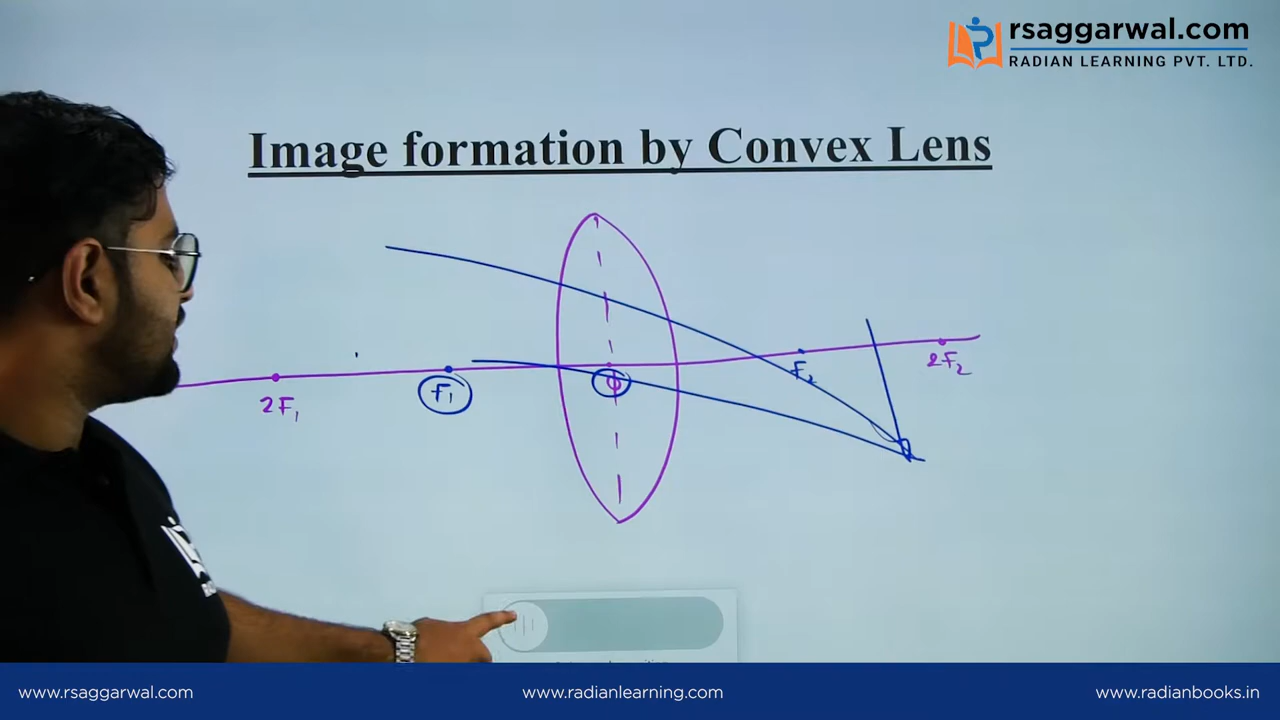 rsaggarwal.com
RADIAN LEARNING PVT. LTD.
Image formation by Convex Lens
2F₁
F₁
O
F₂
2F₂
www.rsaggarwal.com
www.radianlearning.com
www.radianbooks.in